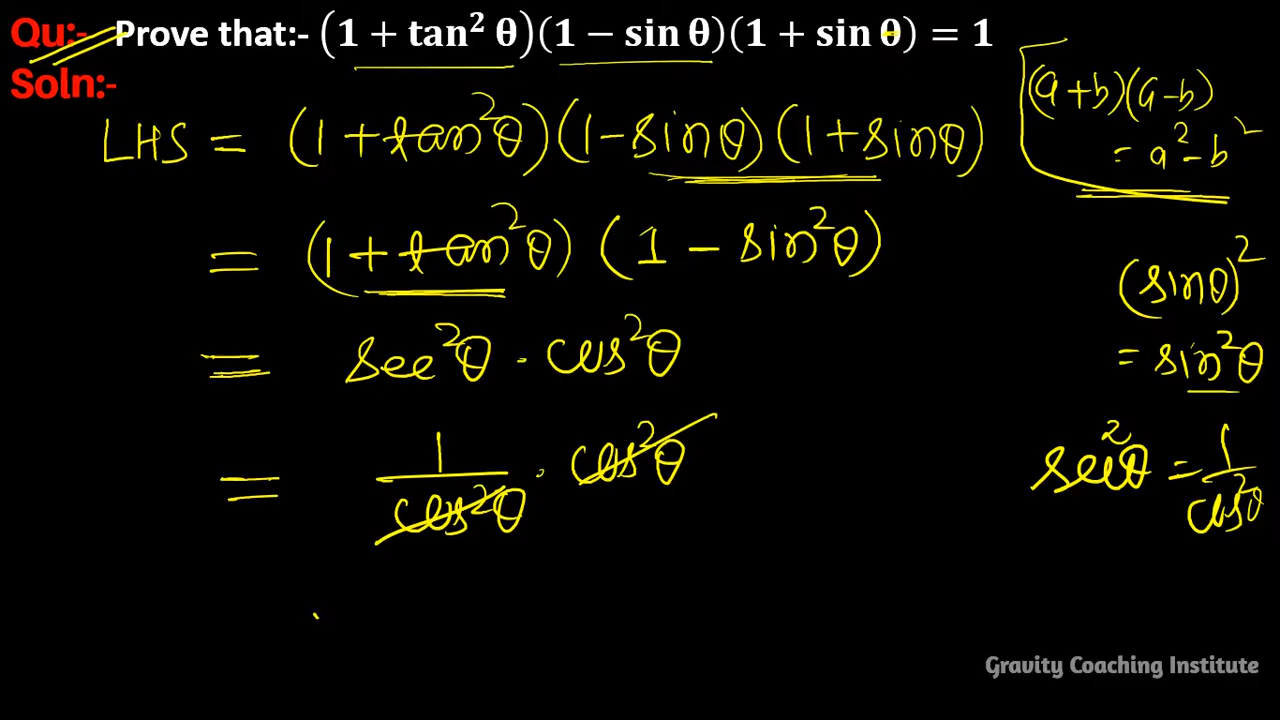 Qu:- Prove that:- (1 + tan² θ)(1 − sin θ)(1 + sin θ) = 1
Soln:-
(a+b)(a-b)
= a²-b²
LHS = (1+tan²θ)(1-sinθ)(1+sinθ)
= (1+tan²θ) (1 - sin²θ)
(sinθ)²
= sin²θ
= sec²θ · cos²θ
sec²θ = 1/cos²θ
= 1/cos²θ · cos²θ
Gravity Coaching Institute